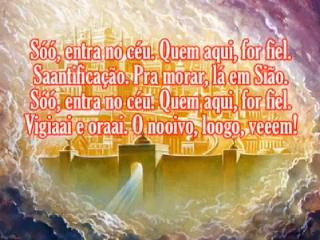 Sóó, entra no céu. Quem aqui, for fiel.
Saantificação. Pra morar, lá em Sião.
Sóó, entra no céu. Quem aqui, for fiel.
Vigiaai e oraai. O nooivo, loogo, veeem!